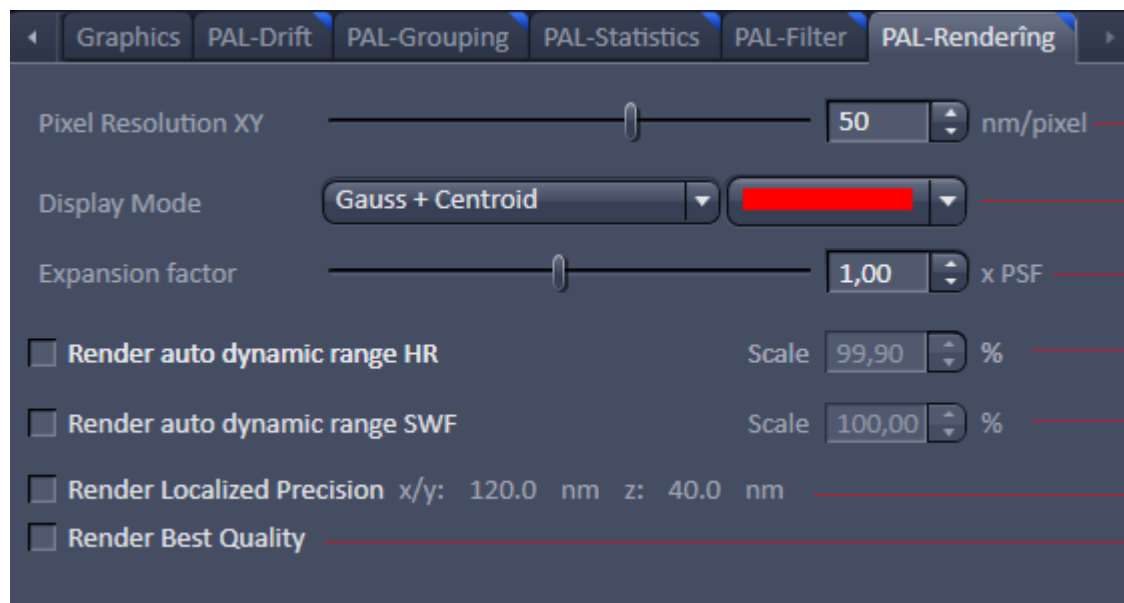 Graphics PAL-Drift PAL-Grouping PAL-Statistics PAL-Filter PAL-Renderîng
Pixel Resolution XY 50 nm/pixel
Display Mode Gauss + Centroid
Expansion factor 1,00 x PSF
Render auto dynamic range HR Scale 99,90 %
Render auto dynamic range SWF Scale 100,00 %
Render Localized Precision x/y: 120.0 nm z: 40.0 nm
Render Best Quality